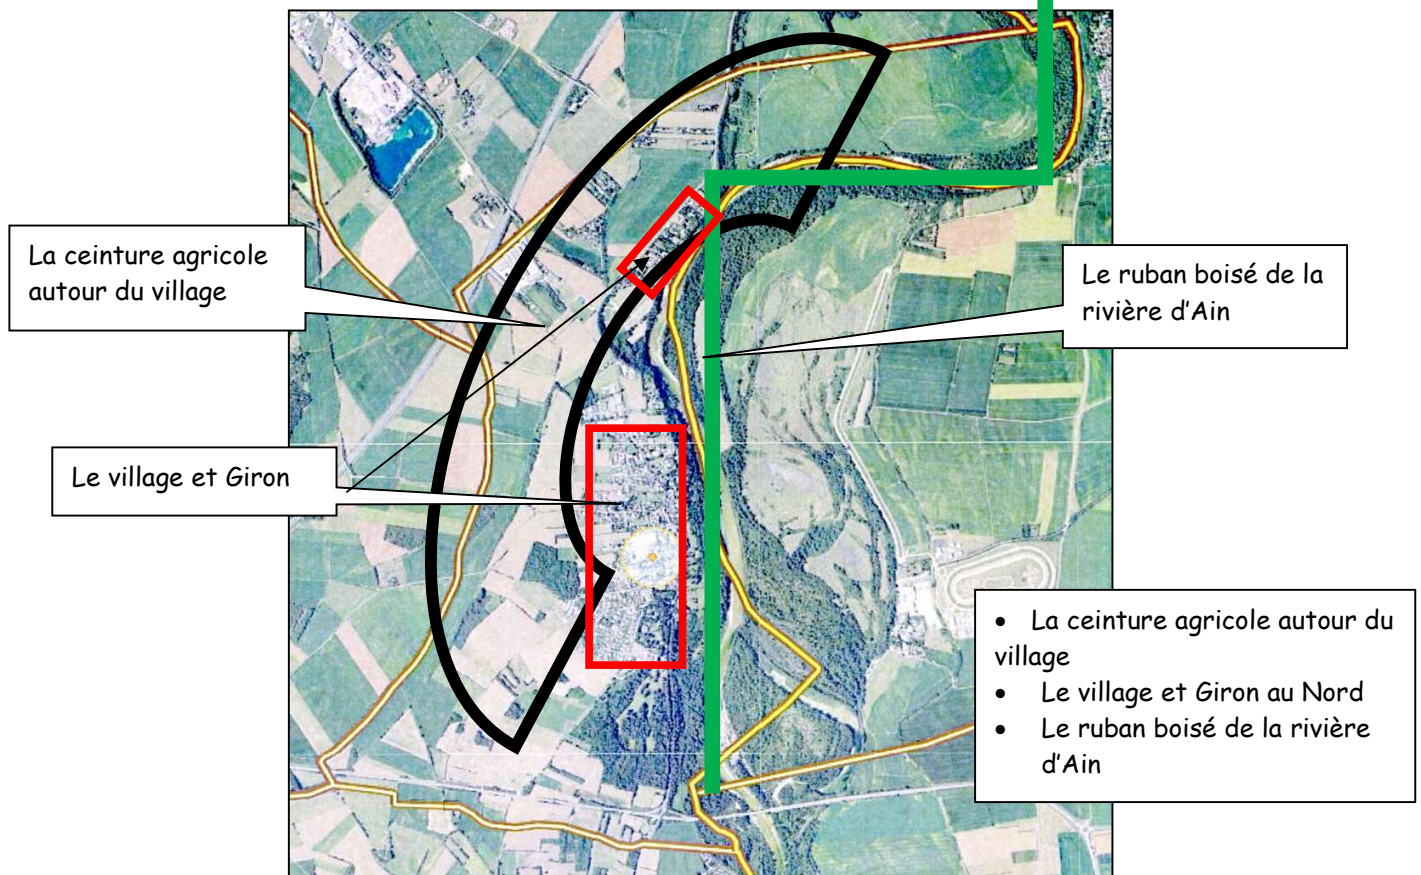 La ceinture agricole
autour du village
Le ruban boisé de la
rivière d'Ain
Le village et Giron
• La ceinture agricole autour du
village
• Le village et Giron au Nord
• Le ruban boisé de la rivière
d'Ain